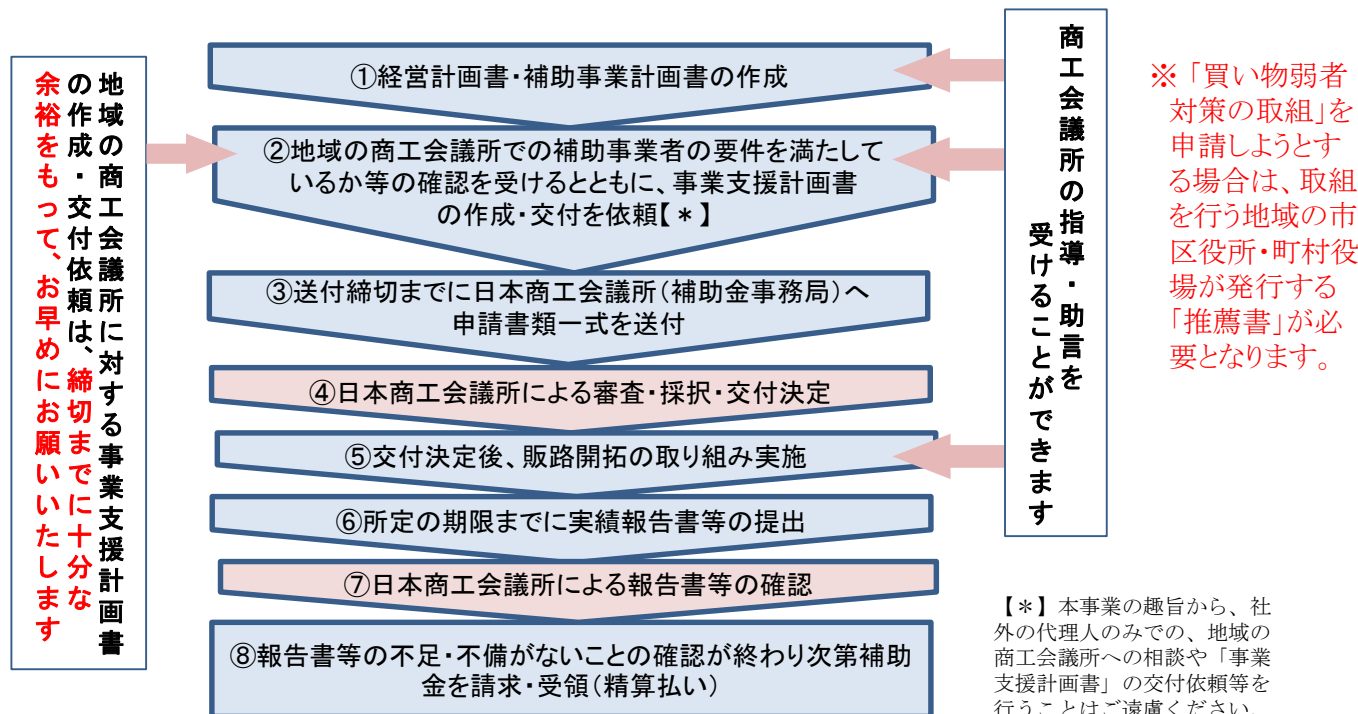 地域の商工会議所に対する事業支援計画書
の作成・交付依頼は、締切までに十分な
余裕をもって、お早めにお願いいたします
①経営計画書・補助事業計画書の作成
②地域の商工会議所での補助事業者の要件を満たして
いるか等の確認を受けるとともに、事業支援計画書
の作成・交付を依頼【＊】
③送付締切までに日本商工会議所（補助金事務局）へ
申請書類一式を送付
④日本商工会議所による審査・採択・交付決定
⑤交付決定後、販路開拓の取り組み実施
⑥所定の期限までに実績報告書等の提出
⑦日本商工会議所による報告書等の確認
⑧報告書等の不足・不備がないことの確認が終わり次第補助
金を請求・受領（精算払い）
商工会議所の指導・助言を
受けることができます
※「買い物弱者
対策の取組」を
申請しようとす
る場合は、取組
を行う地域の市
区役所・町村役
場が発行する
「推薦書」が必
要となります。
【＊】本事業の趣旨から、社
外の代理人のみでの、地域の
商工会議所への相談や「事業
支援計画書」の交付依頼等を
行うことはご遠慮ください。